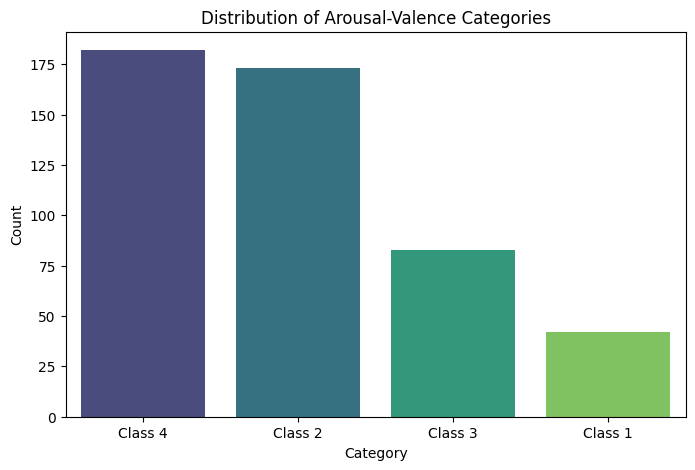 Distribution of Arousal-Valence Categories
Count
175
150
125
100
75
50
25
0
Class 4 Class 2 Class 3 Class 1
Category